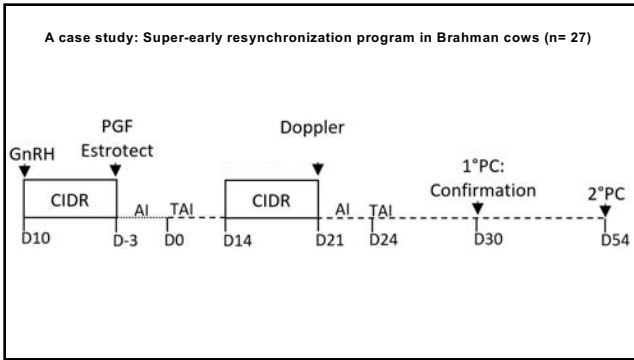 A case study: Super-early resynchronization program in Brahman cows (n= 27)
PGF
Estrotect
Doppler
GnRH
1°PC:
Confirmation
2°PC
CIDR
CIDR
AI
TAI
AI
TAI
D10
D-3
D0
D14
D21
D24
D30
D54